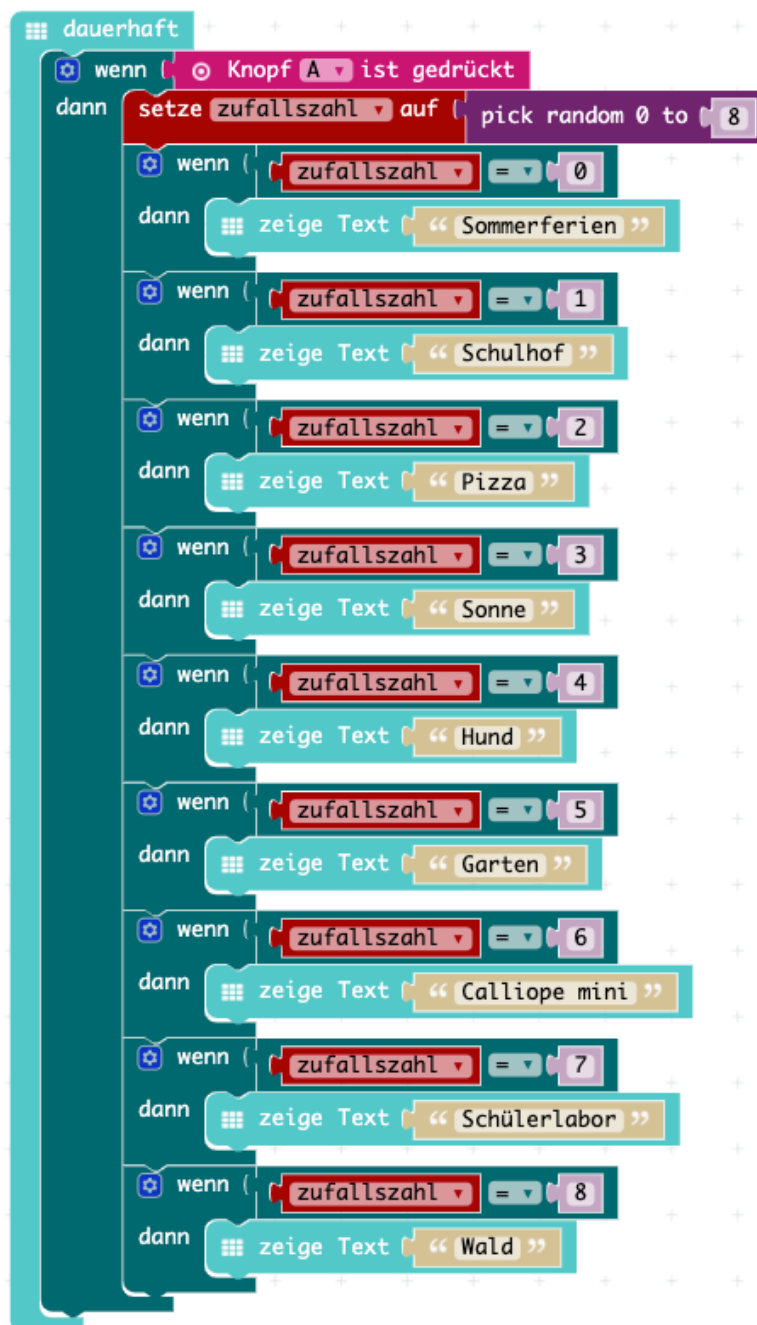 dauerhaft
wenn ( Knopf A ist gedrückt
dann setze zufallszahl auf ( pick random 0 to 8
wenn ( zufallszahl = 0
dann zeige Text “ Sommerferien ”
wenn ( zufallszahl = 1
dann zeige Text “ Schulhof ”
wenn ( zufallszahl = 2
dann zeige Text “ Pizza ”
wenn ( zufallszahl = 3
dann zeige Text “ Sonne ”
wenn ( zufallszahl = 4
dann zeige Text “ Hund ”
wenn ( zufallszahl = 5
dann zeige Text “ Garten ”
wenn ( zufallszahl = 6
dann zeige Text “ Calliope mini ”
wenn ( zufallszahl = 7
dann zeige Text “ Schülerlabor ”
wenn ( zufallszahl = 8
dann zeige Text “ Wald ”